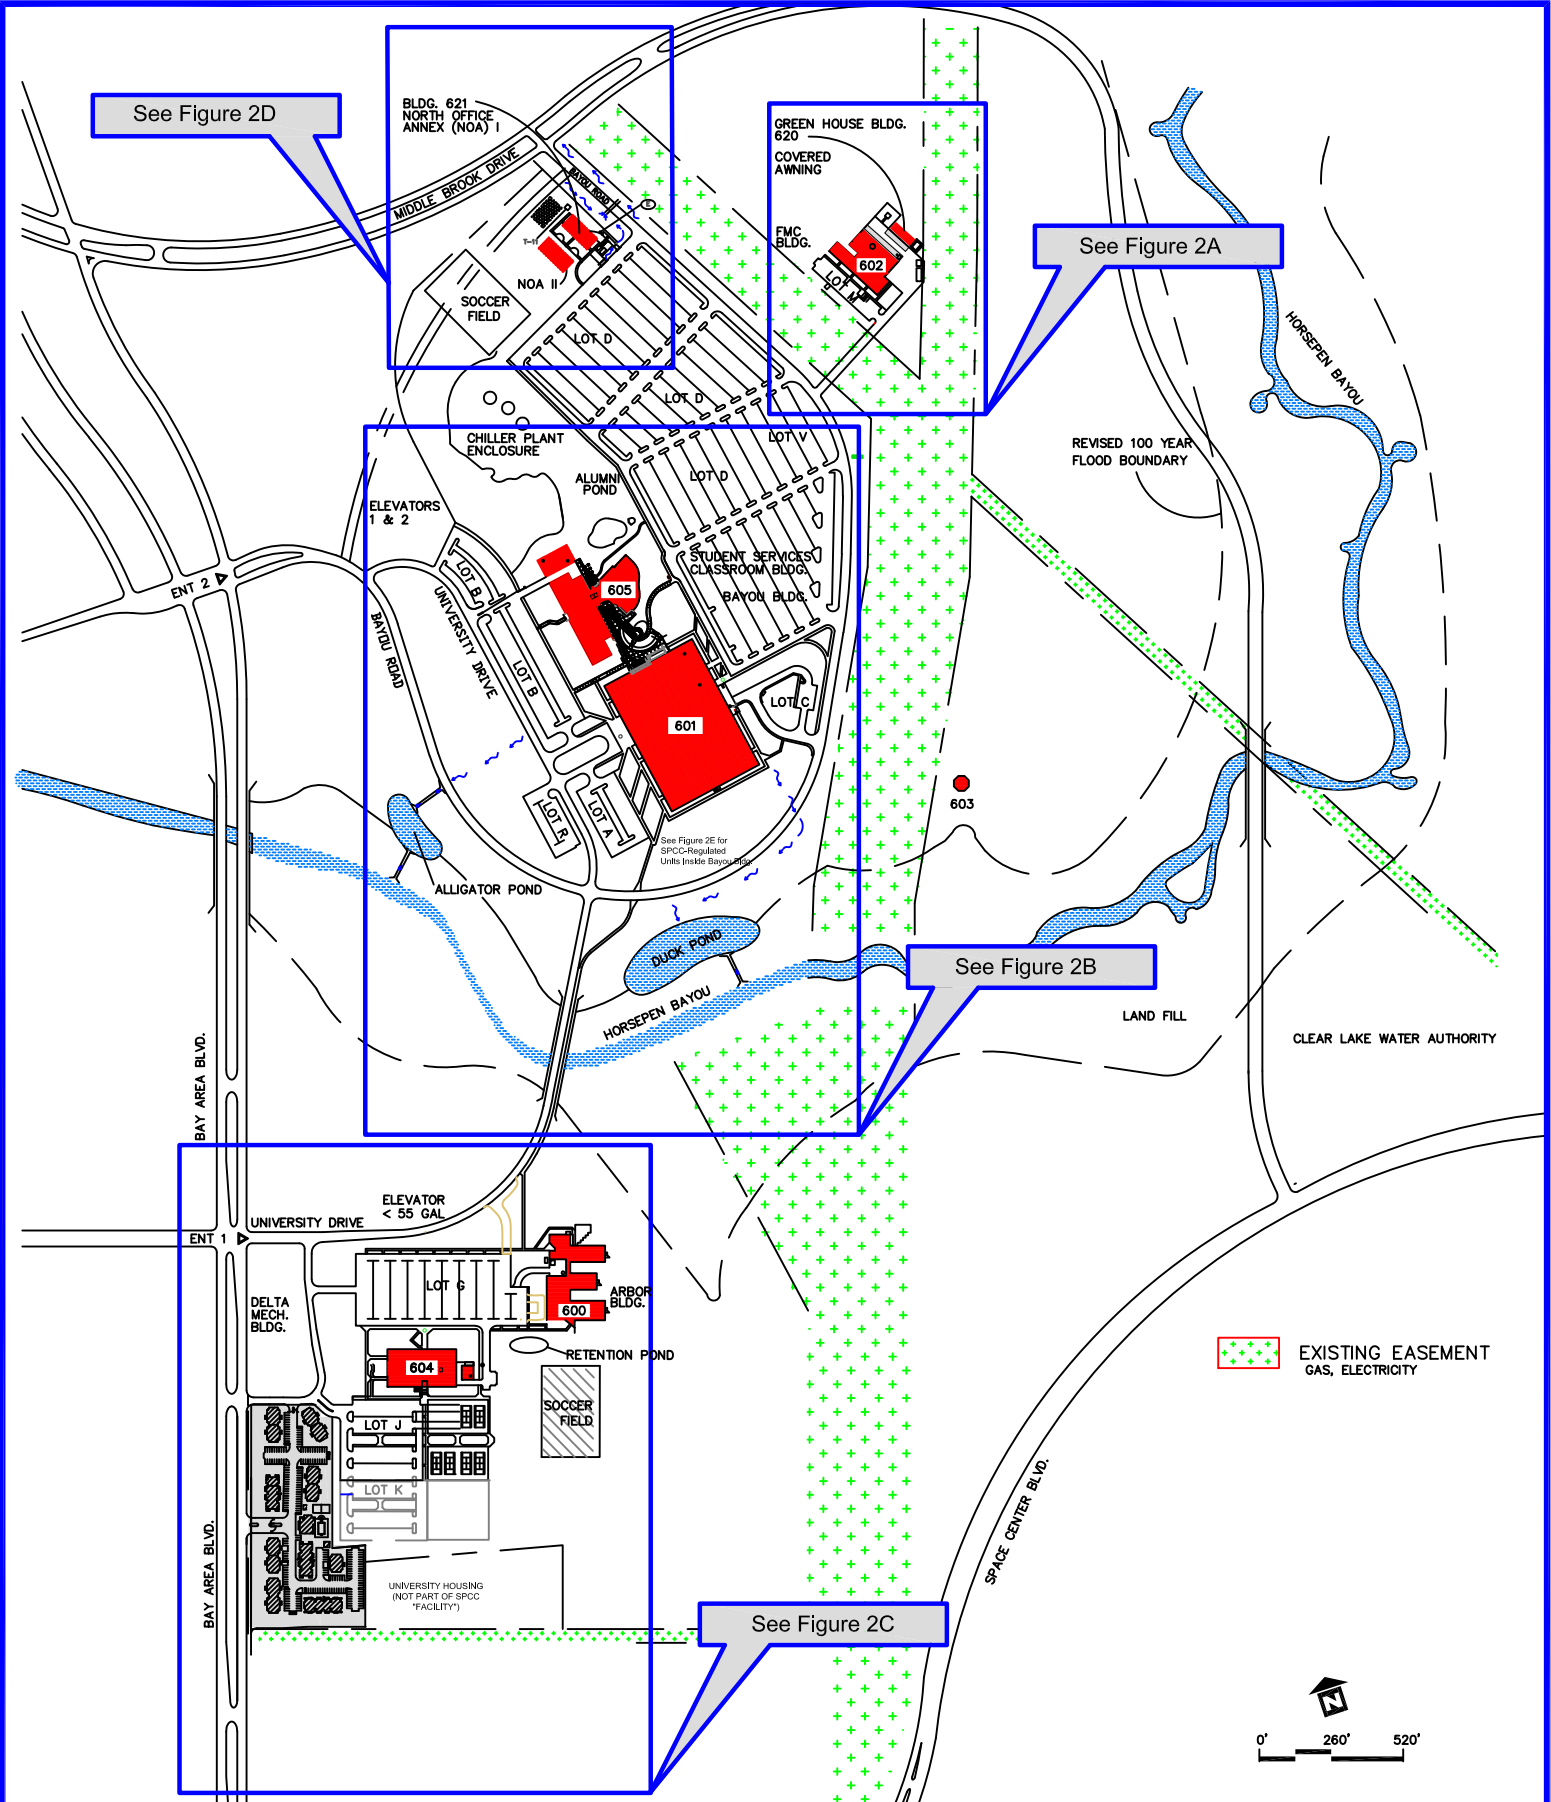 See Figure 2D
BLDG. 621
NORTH OFFICE
ANNEX (NOA) I
MIDDLE BROOK DRIVE
BAYOU ROAD
E
T-11
NOA II
SOCCER
FIELD
LOT D
GREEN HOUSE BLDG.
620
COVERED
AWNING
FMC
BLDG.
602
LOT M
See Figure 2A
HORSEPEN BAYOU
LOT D
LOT V
CHILLER PLANT
ENCLOSURE
REVISED 100 YEAR
FLOOD BOUNDARY
ALUMNI
POND
LOT D
ELEVATORS
1 & 2
STUDENT SERVICES
CLASSROOM BLDG.
BAYOU BLDG.
ENT 2
LOT B
605
UNIVERSITY DRIVE
BAYOU ROAD
LOT B
LOT C
601
603
LOT R
LOT A
See Figure 2E for
SPCC-Regulated
Units Inside Bayou Bldg.
ALLIGATOR POND
DUCK POND
See Figure 2B
HORSEPEN BAYOU
LAND FILL
CLEAR LAKE WATER AUTHORITY
BAY AREA BLVD.
ELEVATOR
< 55 GAL
UNIVERSITY DRIVE
ENT 1
LOT G
DELTA
MECH.
BLDG.
ARBOR
BLDG.
600
RETENTION POND
604
EXISTING EASEMENT
GAS, ELECTRICITY
SOCCER
FIELD
LOT J
LOT K
SPACE CENTER BLVD.
BAY AREA BLVD.
UNIVERSITY HOUSING
(NOT PART OF SPCC
"FACILITY")
See Figure 2C
N
0' 260' 520'